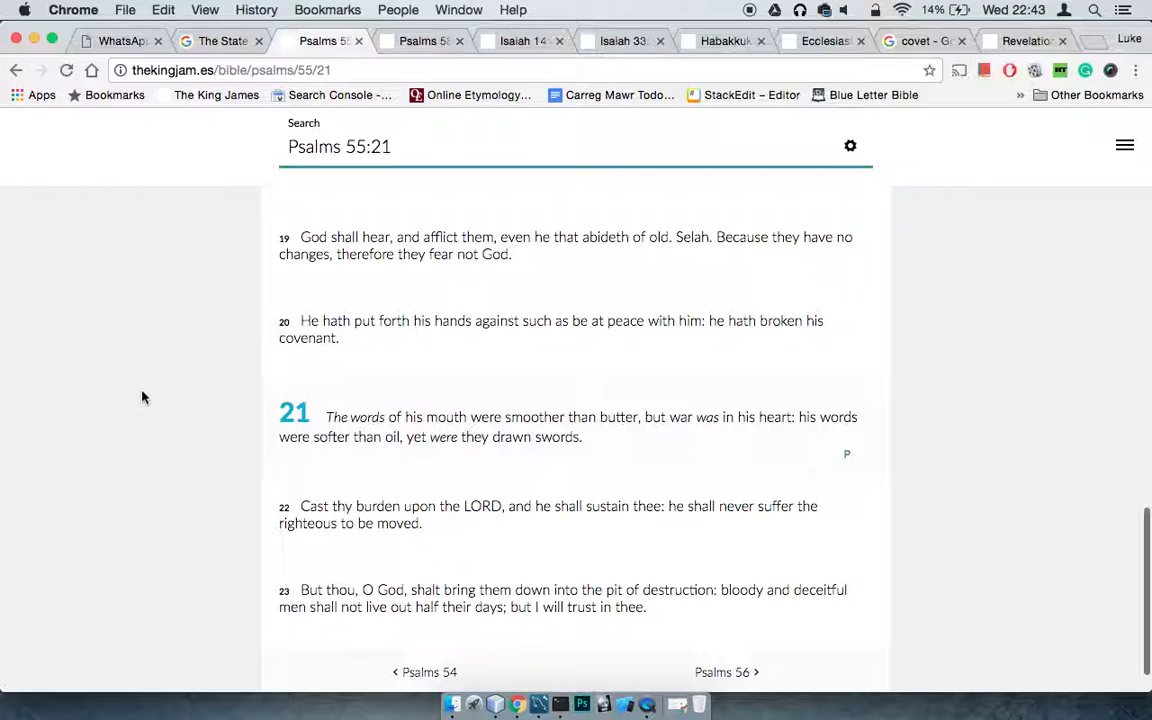 Chrome File Edit View History Bookmarks People Window Help 14% Wed 22:43
WhatsAp The State Psalms 55 Psalms 58 Isaiah 14 Isaiah 33: Habakkuk Ecclesiast covet - Go Revelatio Luke
thekingjam.es/bible/psalms/55/21
Apps Bookmarks The King James Search Console -... Online Etymology... Carreg Mawr Todo... StackEdit – Editor Blue Letter Bible » Other Bookmarks
Search
Psalms 55:21
19 God shall hear, and afflict them, even he that abideth of old. Selah. Because they have no
changes, therefore they fear not God.
20 He hath put forth his hands against such as be at peace with him: he hath broken his
covenant.
21 The words of his mouth were smoother than butter, but war was in his heart: his words
were softer than oil, yet were they drawn swords.
P
22 Cast thy burden upon the LORD, and he shall sustain thee: he shall never suffer the
righteous to be moved.
23 But thou, O God, shalt bring them down into the pit of destruction: bloody and deceitful
men shall not live out half their days; but I will trust in thee.
< Psalms 54 Psalms 56 >